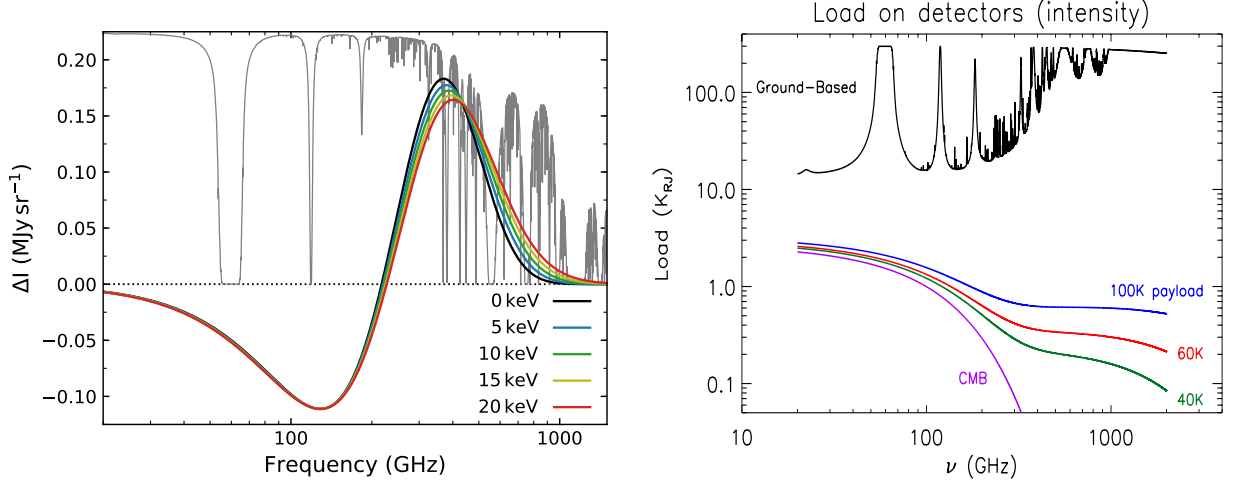 0.20
0.15
0.10
0.05
0.00
−0.05
−0.10
ΔI (MJy sr⁻¹)
0 keV
5 keV
10 keV
15 keV
20 keV
100
1000
Frequency (GHz)
Load on detectors (intensity)
Ground-Based
100.0
10.0
1.0
0.1
Load (K_RJ)
100K payload
60K
40K
CMB
10
100
1000
ν (GHz)